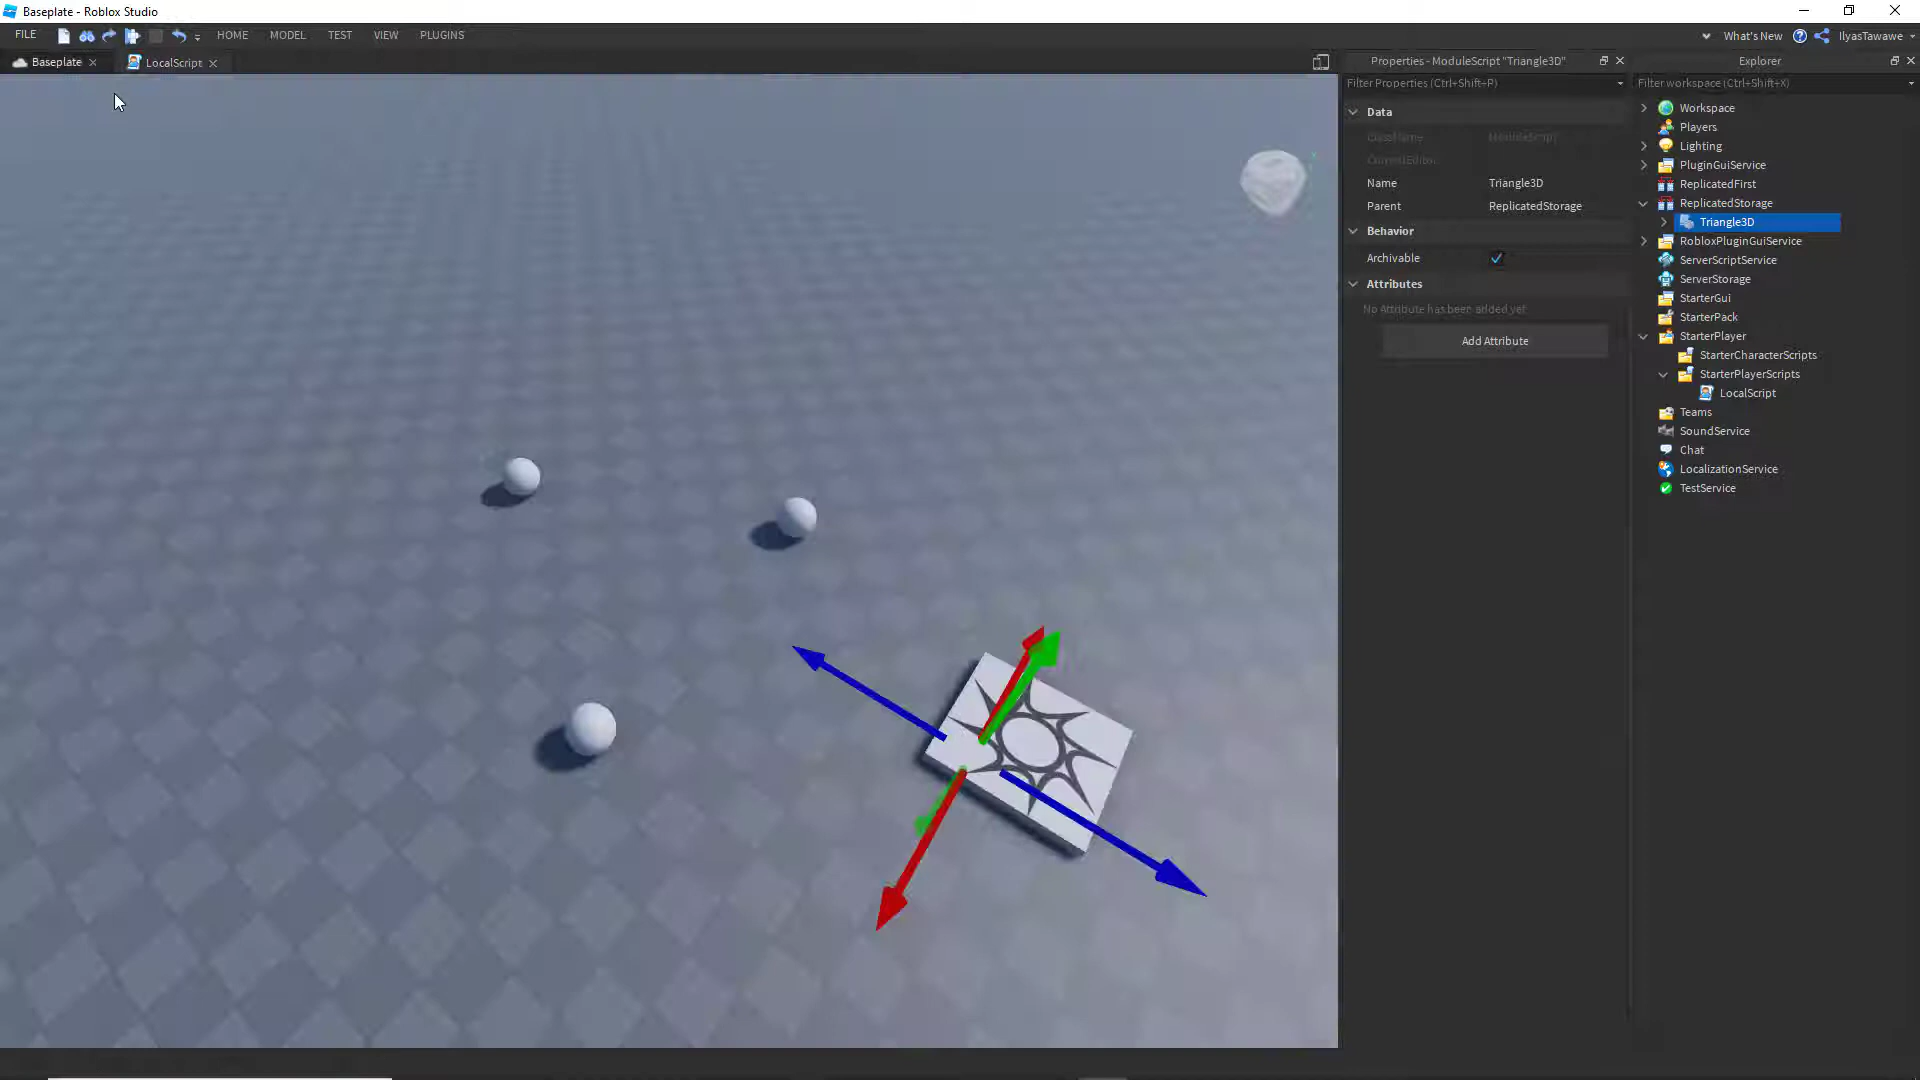 Baseplate - Roblox Studio
FILE HOME MODEL TEST VIEW PLUGINS What's New IlyasTawawe
Baseplate LocalScript
Properties - ModuleScript "Triangle3D"
Filter Properties (Ctrl+Shift+P)
Data
ClassName ModuleScript
CurrentEditor
Name Triangle3D
Parent ReplicatedStorage
Behavior
Archivable
Attributes
No Attribute has been added yet
Add Attribute
Explorer
Filter workspace (Ctrl+Shift+X)
Workspace
Players
Lighting
PluginGuiService
ReplicatedFirst
ReplicatedStorage
Triangle3D
RobloxPluginGuiService
ServerScriptService
ServerStorage
StarterGui
StarterPack
StarterPlayer
StarterCharacterScripts
StarterPlayerScripts
LocalScript
Teams
SoundService
Chat
LocalizationService
TestService